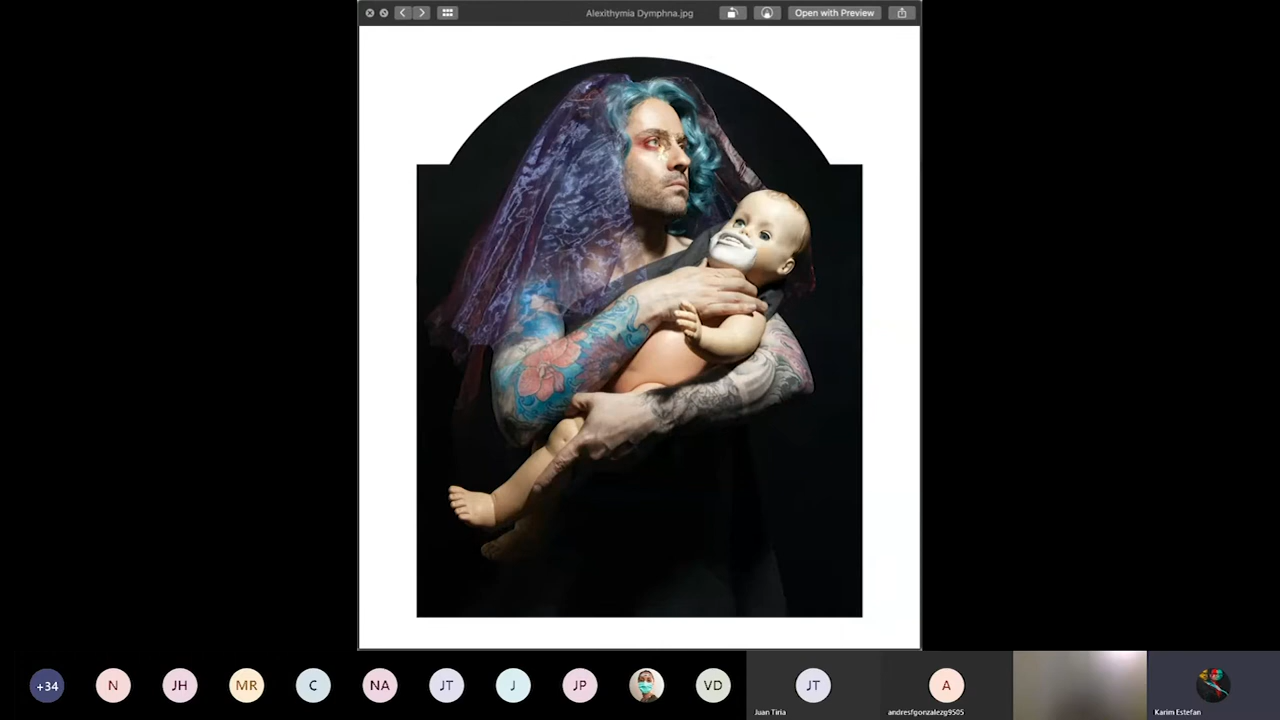 Alexithymia Dymphna.jpg
Open with Preview
+34
N
JH
MR
C
NA
JT
J
JP
VD
JT
Juan Tiria
A
andresfgonzalezg9505
Karim Estefan